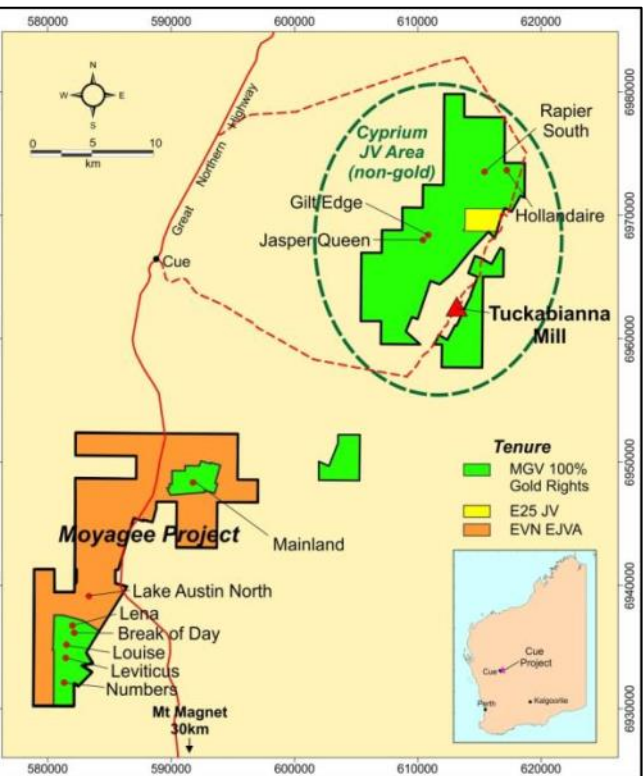 580000
590000
600000
610000
620000
N
W
E
S
0
5
10
km
Great Northern Highway
Cue
Cyprium
JV Area
(non-gold)
Rapier
South
Gilt Edge
Jasper Queen
Hollandaire
Tuckabianna
Mill
6980000
6970000
6960000
6950000
6940000
6930000
Tenure
MGV 100%
Gold Rights
E25 JV
EVN EJVA
Moyagee Project
Mainland
Lake Austin North
Lena
Break of Day
Louise
Leviticus
Numbers
Mt Magnet
30km
Cue
Project
Cue
Perth
Kalgoorlie
580000
590000
600000
610000
620000